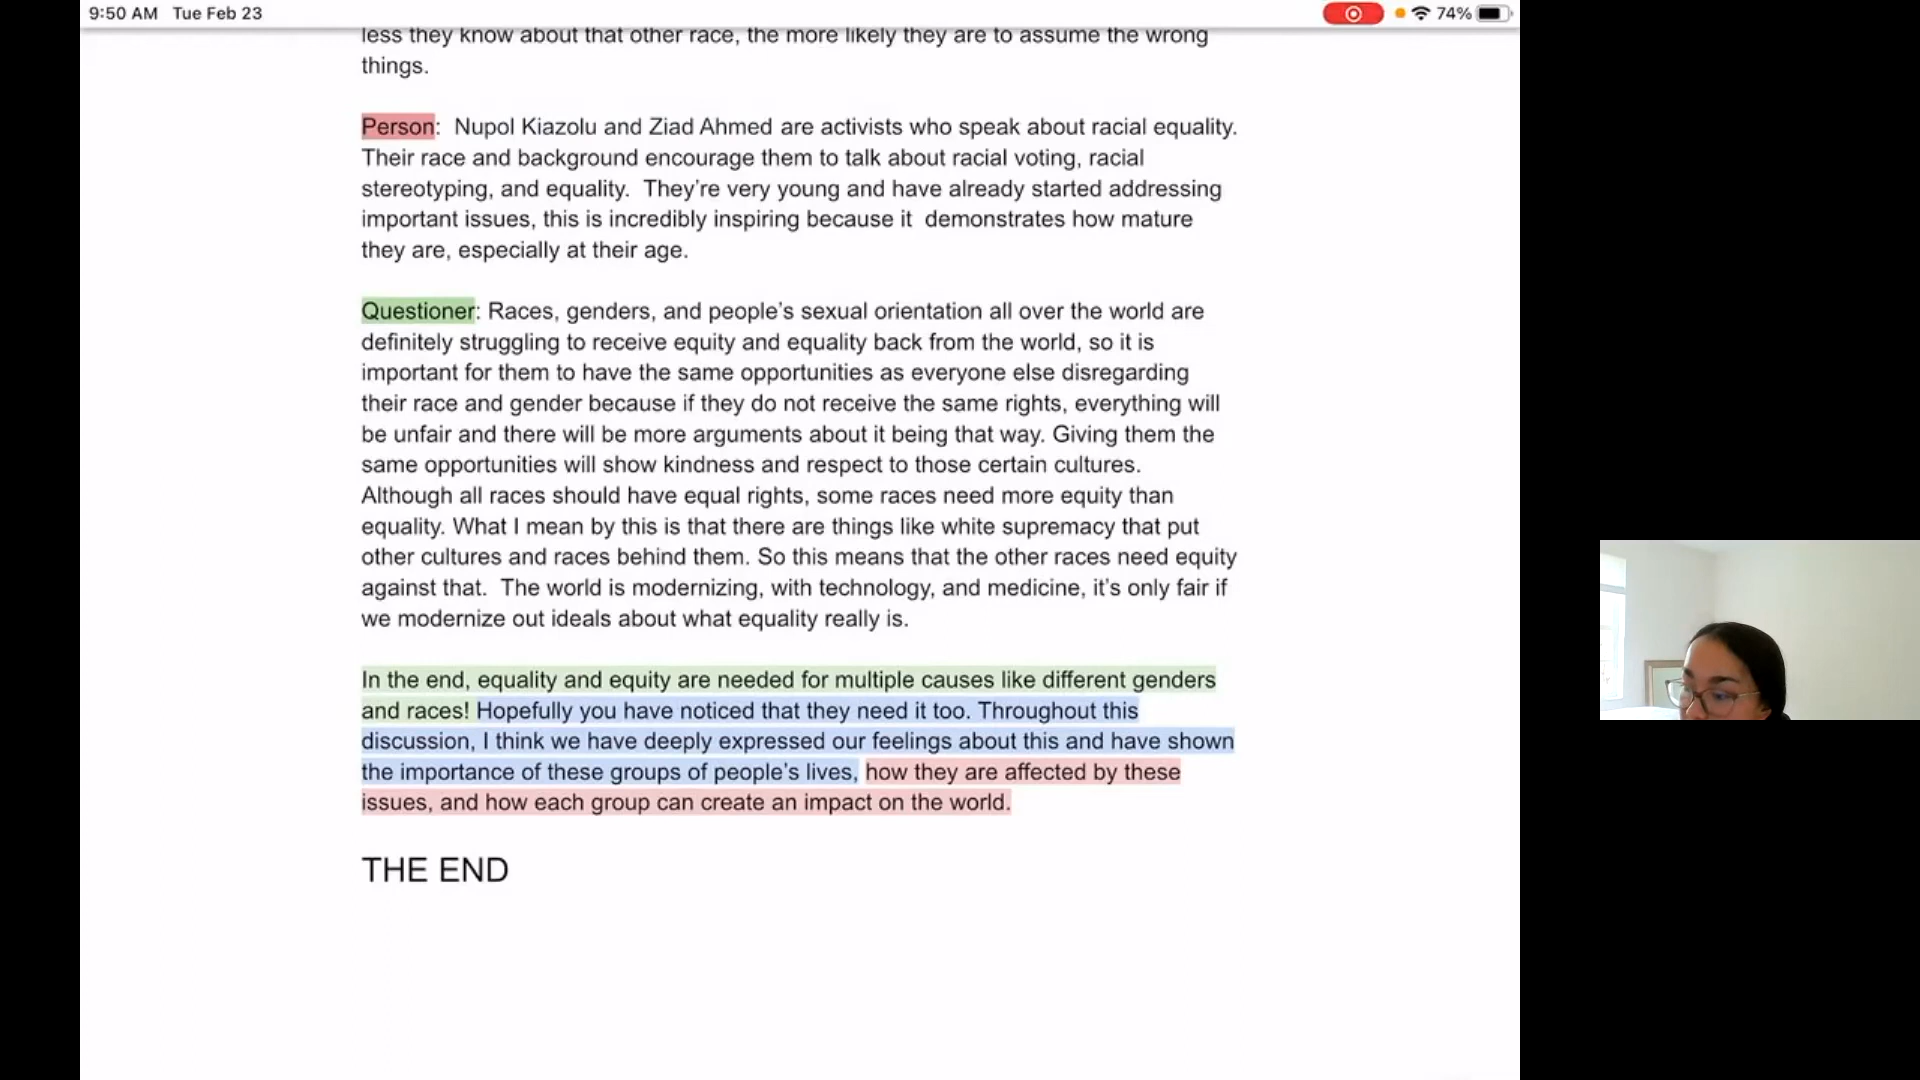 9:50 AM Tue Feb 23
74%
less they know about that other race, the more likely they are to assume the wrong
things.
Person:  Nupol Kiazolu and Ziad Ahmed are activists who speak about racial equality.
Their race and background encourage them to talk about racial voting, racial
stereotyping, and equality.  They’re very young and have already started addressing
important issues, this is incredibly inspiring because it  demonstrates how mature
they are, especially at their age.
Questioner: Races, genders, and people’s sexual orientation all over the world are
definitely struggling to receive equity and equality back from the world, so it is
important for them to have the same opportunities as everyone else disregarding
their race and gender because if they do not receive the same rights, everything will
be unfair and there will be more arguments about it being that way. Giving them the
same opportunities will show kindness and respect to those certain cultures.
Although all races should have equal rights, some races need more equity than
equality. What I mean by this is that there are things like white supremacy that put
other cultures and races behind them. So this means that the other races need equity
against that.  The world is modernizing, with technology, and medicine, it’s only fair if
we modernize out ideals about what equality really is.
In the end, equality and equity are needed for multiple causes like different genders
and races! Hopefully you have noticed that they need it too. Throughout this
discussion, I think we have deeply expressed our feelings about this and have shown
the importance of these groups of people’s lives, how they are affected by these
issues, and how each group can create an impact on the world.
THE END